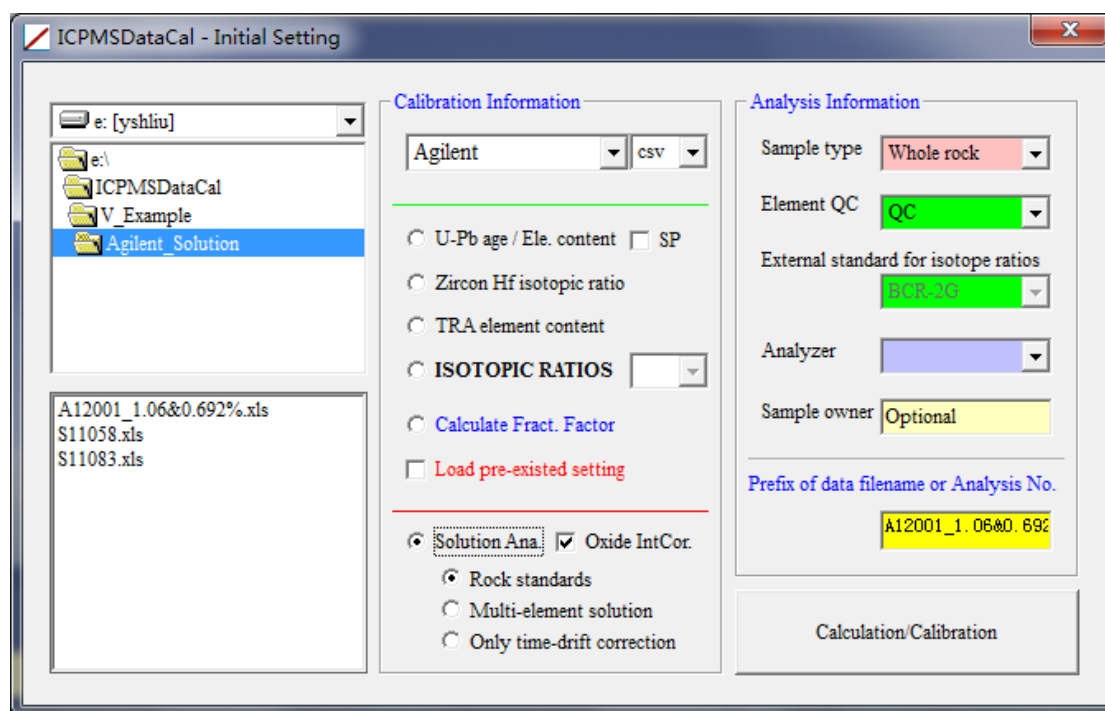 ICPMSDataCal - Initial Setting
e: [yshliu]
e:\
ICPMSDataCal
V_Example
Agilent_Solution
A12001_1.06&0.692%.xls
S11058.xls
S11083.xls
Calibration Information
Agilent
csv
U-Pb age / Ele. content
SP
Zircon Hf isotopic ratio
TRA element content
ISOTOPIC RATIOS
Calculate Fract. Factor
Load pre-existed setting
Solution Ana.
Oxide IntCor.
Rock standards
Multi-element solution
Only time-drift correction
Analysis Information
Sample type
Whole rock
Element QC
QC
External standard for isotope ratios
BCR-2G
Analyzer
Sample owner
Optional
Prefix of data filename or Analysis No.
A12001_1.06&0.692
Calculation/Calibration